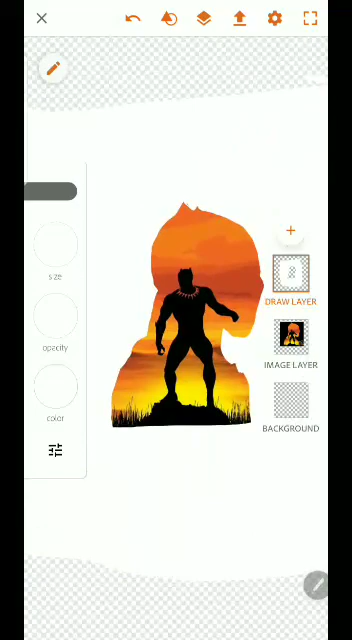 size
opacity
color
DRAW LAYER
IMAGE LAYER
BACKGROUND